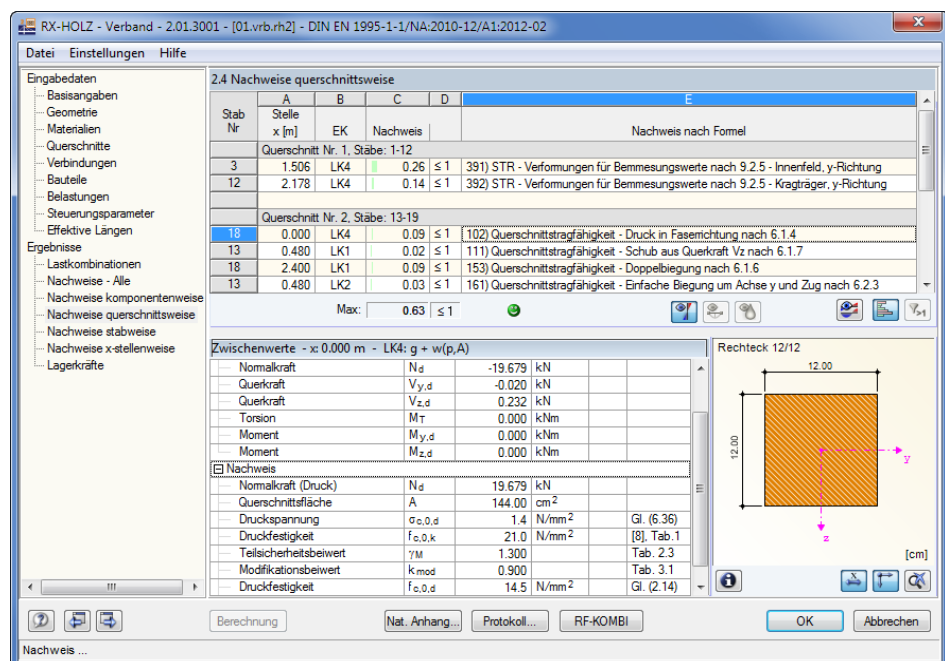 RX-HOLZ - Verband - 2.01.3001 - [01.vrb.rh2] - DIN EN 1995-1-1/NA:2010-12/A1:2012-02
Datei Einstellungen Hilfe
Eingabedaten
Basisangaben
Geometrie
Materialien
Querschnitte
Verbindungen
Bauteile
Belastungen
Steuerungsparameter
Effektive Längen
Ergebnisse
Lastkombinationen
Nachweise - Alle
Nachweise komponentenweise
Nachweise querschnittsweise
Nachweise stabweise
Nachweise x-stellenweise
Lagerkräfte
2.4 Nachweise querschnittsweise
A B C D E
Stab Stelle
Nr x [m] EK Nachweis Nachweis nach Formel
Querschnitt Nr. 1, Stäbe: 1-12
3 1.506 LK4 0.26 ≤ 1 391) STR - Verformungen für Bemmesungswerte nach 9.2.5 - Innenfeld, y-Richtung
12 2.178 LK4 0.14 ≤ 1 392) STR - Verformungen für Bemmesungswerte nach 9.2.5 - Kragträger, y-Richtung
Querschnitt Nr. 2, Stäbe: 13-19
18 0.000 LK4 0.09 ≤ 1 102) Querschnittstragfähigkeit - Druck in Faserrichtung nach 6.1.4
13 0.480 LK1 0.02 ≤ 1 111) Querschnittstragfähigkeit - Schub aus Querkraft Vz nach 6.1.7
18 2.400 LK1 0.09 ≤ 1 153) Querschnittstragfähigkeit - Doppelbiegung nach 6.1.6
13 0.480 LK2 0.03 ≤ 1 161) Querschnittstragfähigkeit - Einfache Biegung um Achse y und Zug nach 6.2.3
Max: 0.63 ≤ 1
>1
Zwischenwerte - x: 0.000 m - LK4: g + w(p,A)
Normalkraft Nd -19.679 kN
Querkraft Vy,d -0.020 kN
Querkraft Vz,d 0.232 kN
Torsion MT 0.000 kNm
Moment My,d 0.000 kNm
Moment Mz,d 0.000 kNm
Nachweis
Normalkraft (Druck) Nd 19.679 kN
Querschnittsfläche A 144.00 cm2
Druckspannung σc,0,d 1.4 N/mm2 Gl. (6.36)
Druckfestigkeit fc,0,k 21.0 N/mm2 [8], Tab.1
Teilsicherheitsbeiwert γM 1.300 Tab. 2.3
Modifikationsbeiwert kmod 0.900 Tab. 3.1
Druckfestigkeit fc,0,d 14.5 N/mm2 Gl. (2.14)
Rechteck 12/12
12.00
12.00
y
z
[cm]
Berechnung Nat. Anhang... Protokoll... RF-KOMBI OK Abbrechen
Nachweis ...